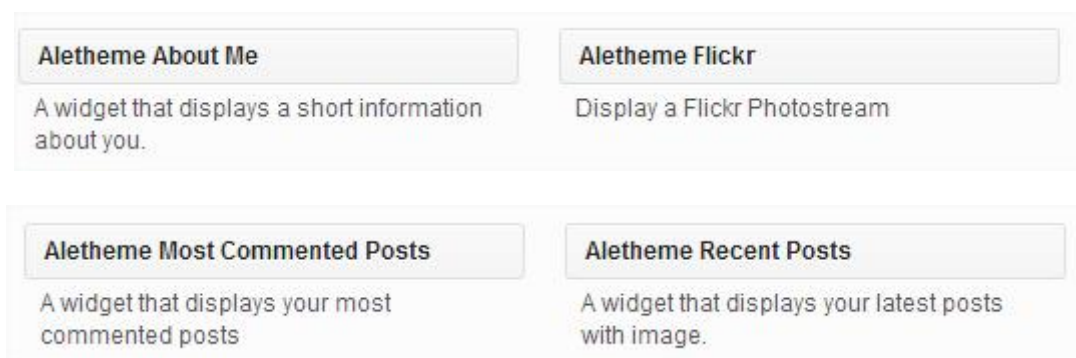 Aletheme About Me
A widget that displays a short information
about you.
Aletheme Flickr
Display a Flickr Photostream
Aletheme Most Commented Posts
A widget that displays your most
commented posts
Aletheme Recent Posts
A widget that displays your latest posts
with image.